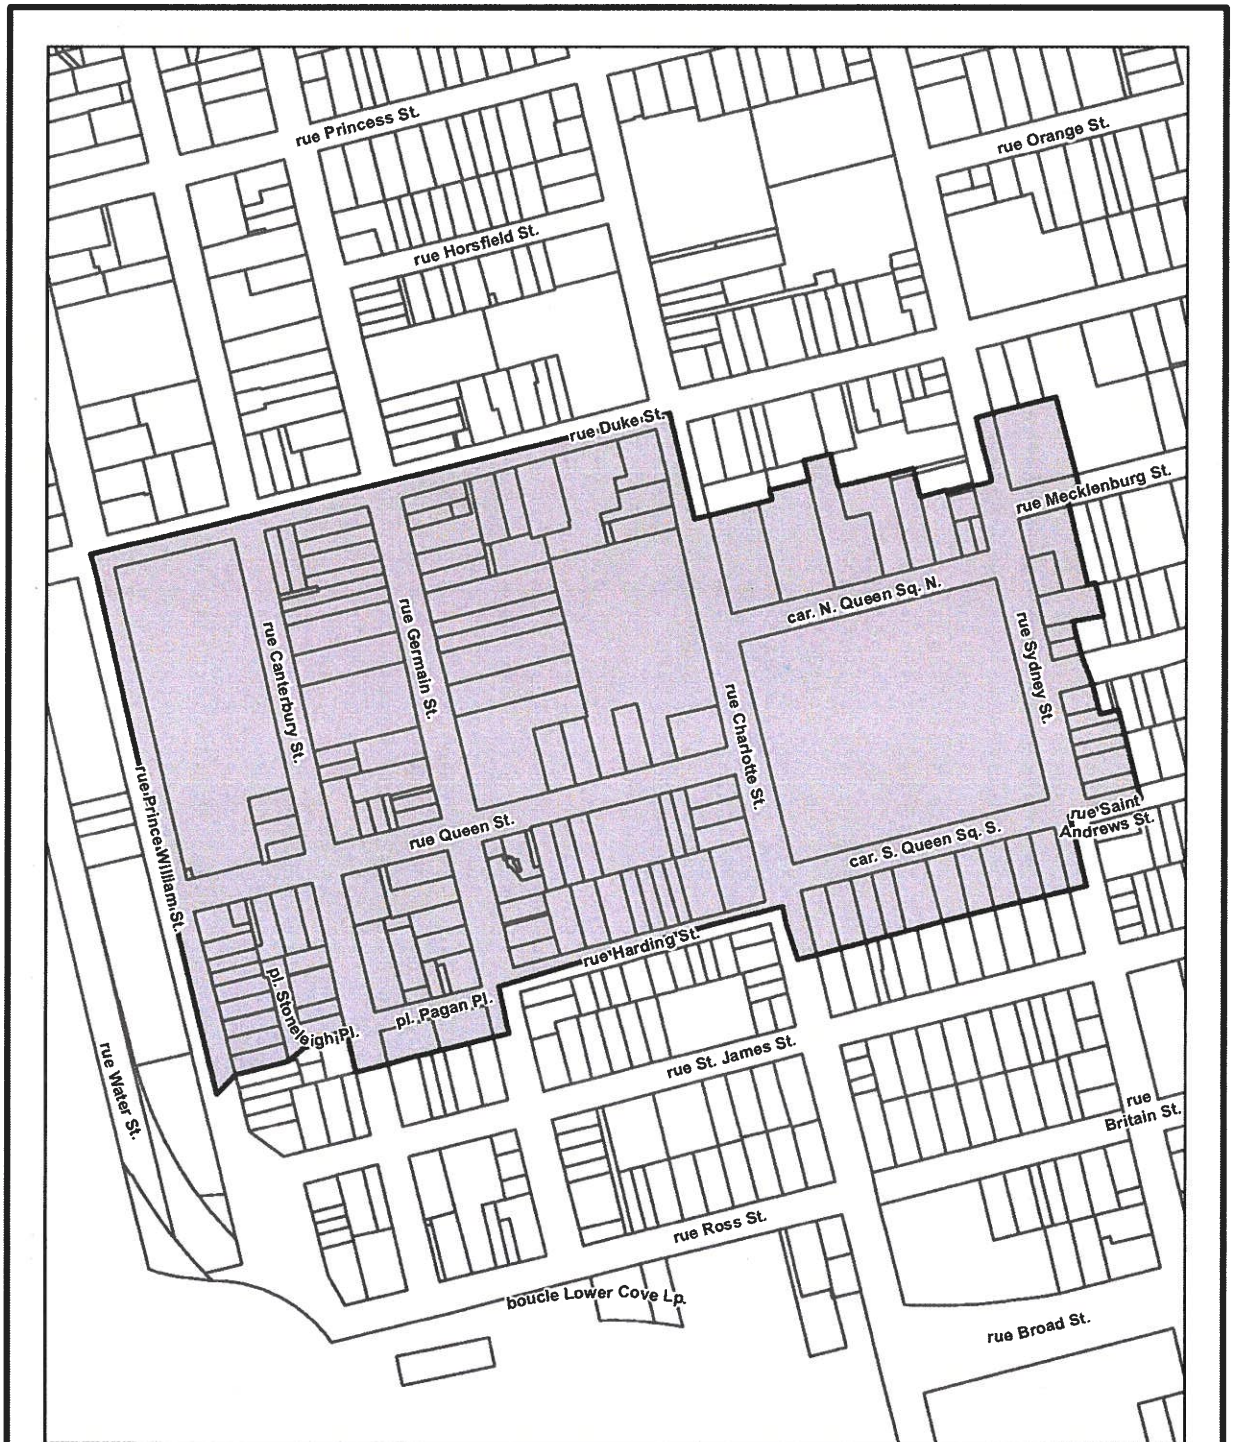 rue Princess St.
rue Orange St.
rue Horsfield St.
rue Duke St.
rue Mecklenburg St.
car. N. Queen Sq. N.
rue Canterbury St.
rue Germain St.
rue Sydney St.
rue Charlotte St.
rue Prince William St.
rue Queen St.
rue Saint
Andrews St.
car. S. Queen Sq. S.
rue Harding St.
pl. Stoneleigh Pl.
pl. Pagan Pl.
rue Water St.
rue St. James St.
rue
Britain St.
rue Ross St.
boucle Lower Cove Lp.
rue Broad St.